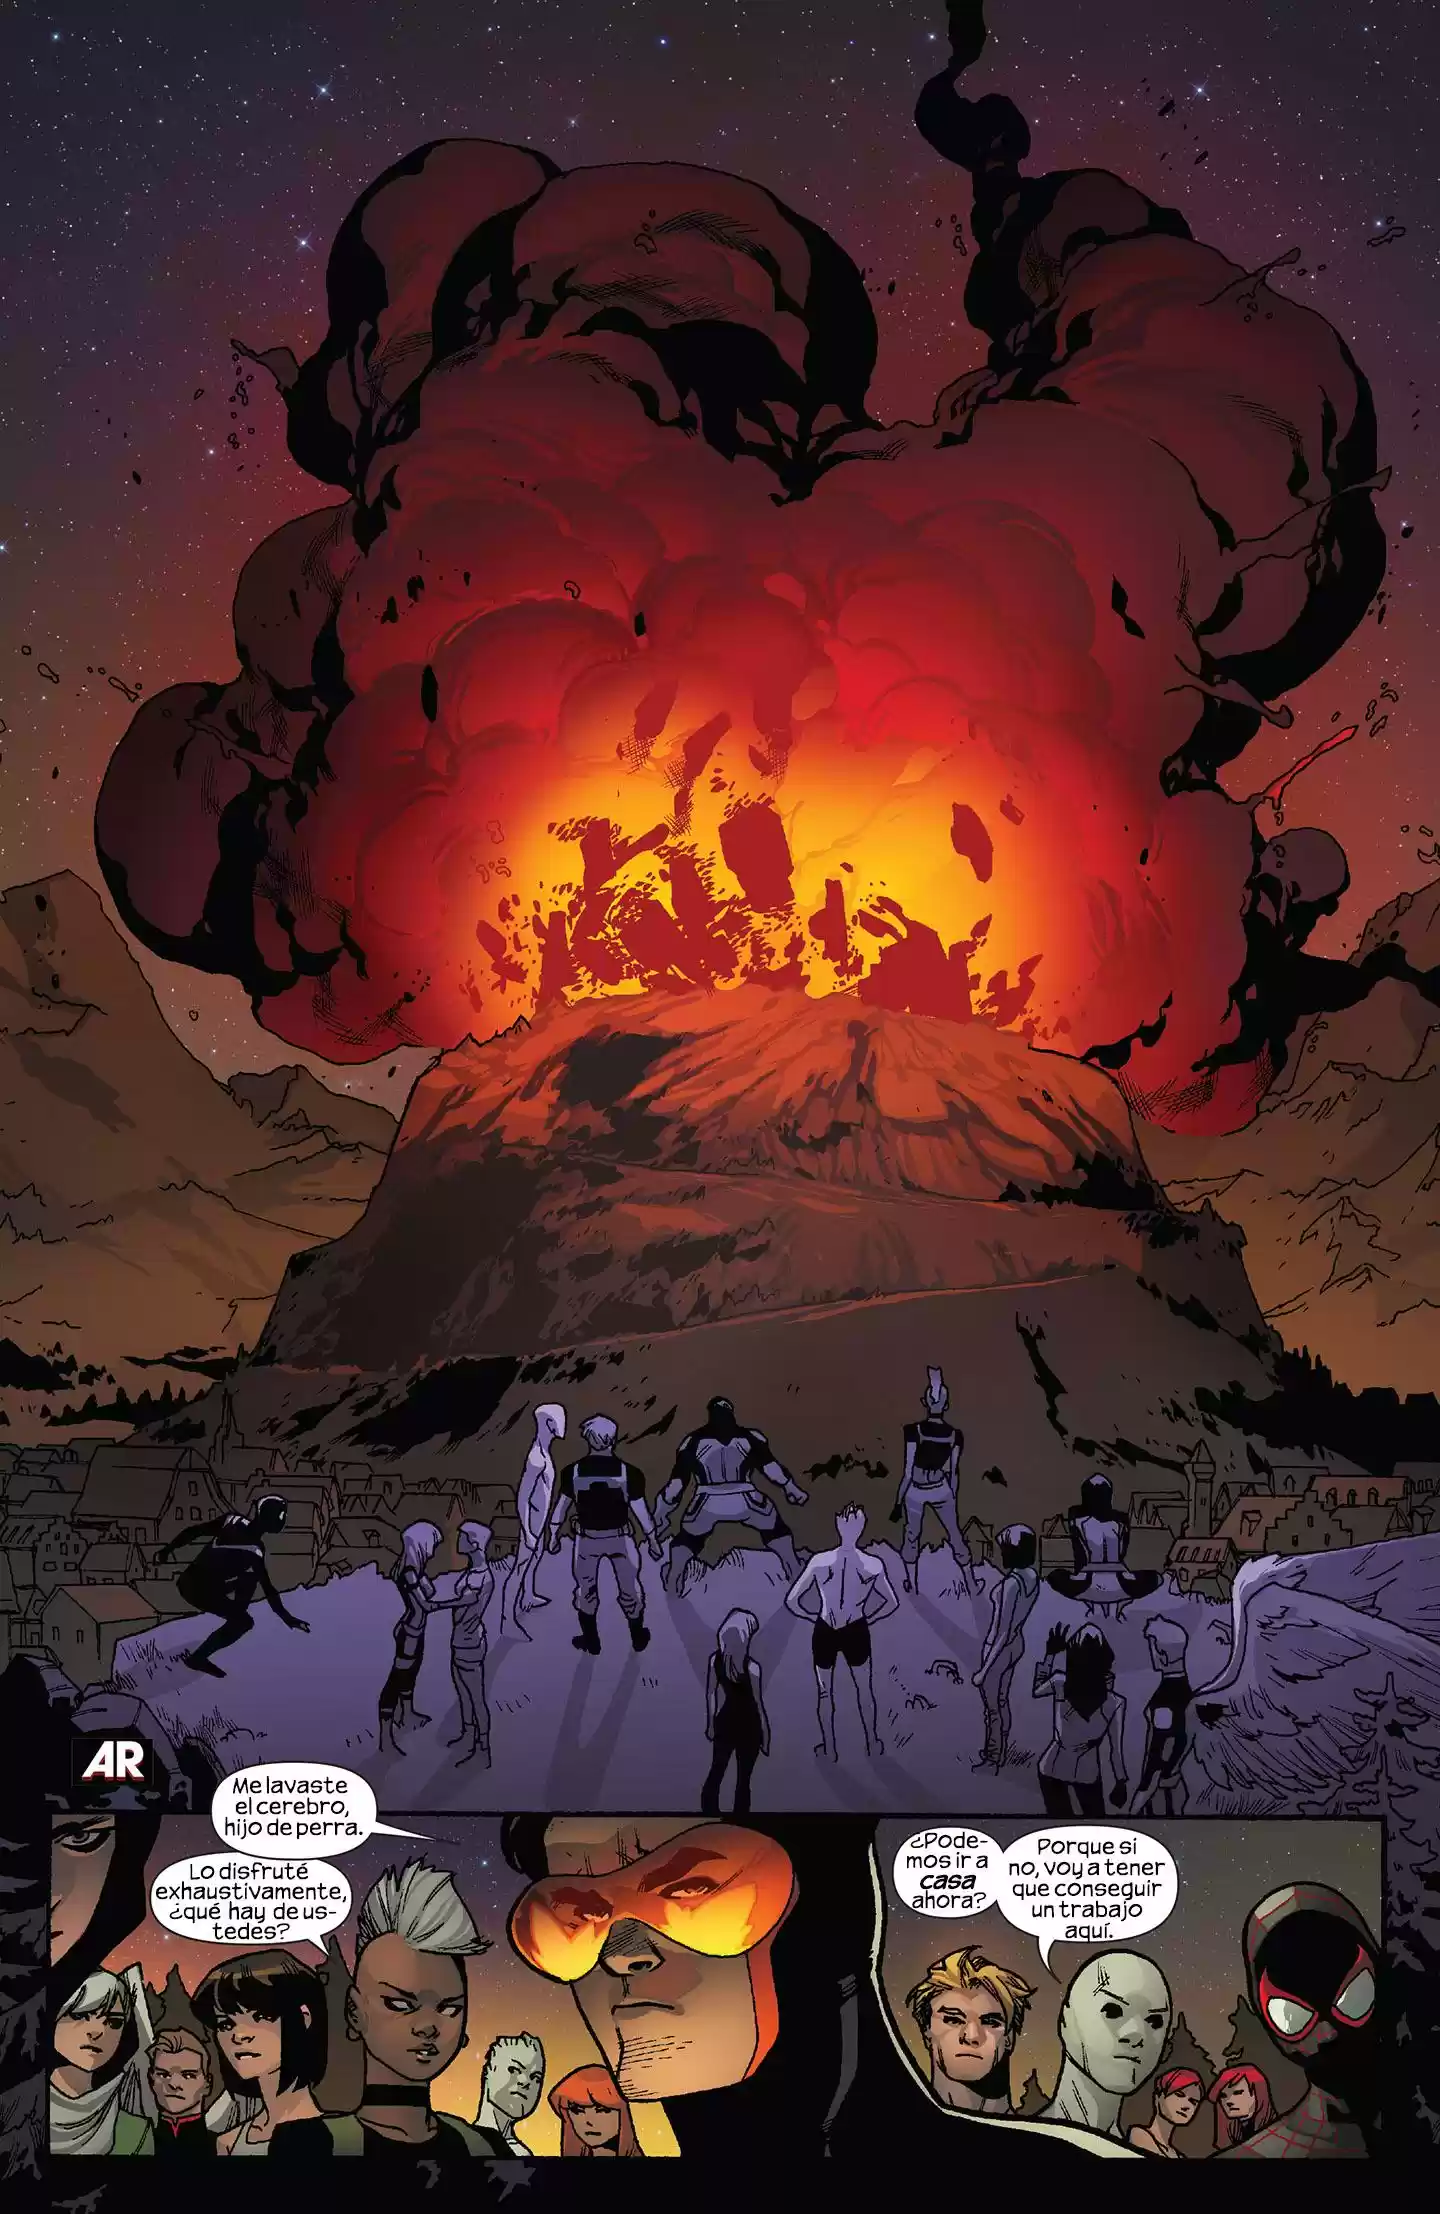 AR
Me lavaste
el cerebro,
hijo de perra.
Lo disfruté
exhaustivamente,
¿qué hay de us-
tedes?
¿Pode-
mos ir a
casa
ahora?
Porque si
no, voy a tener
que conseguir
un trabajo
aquí.